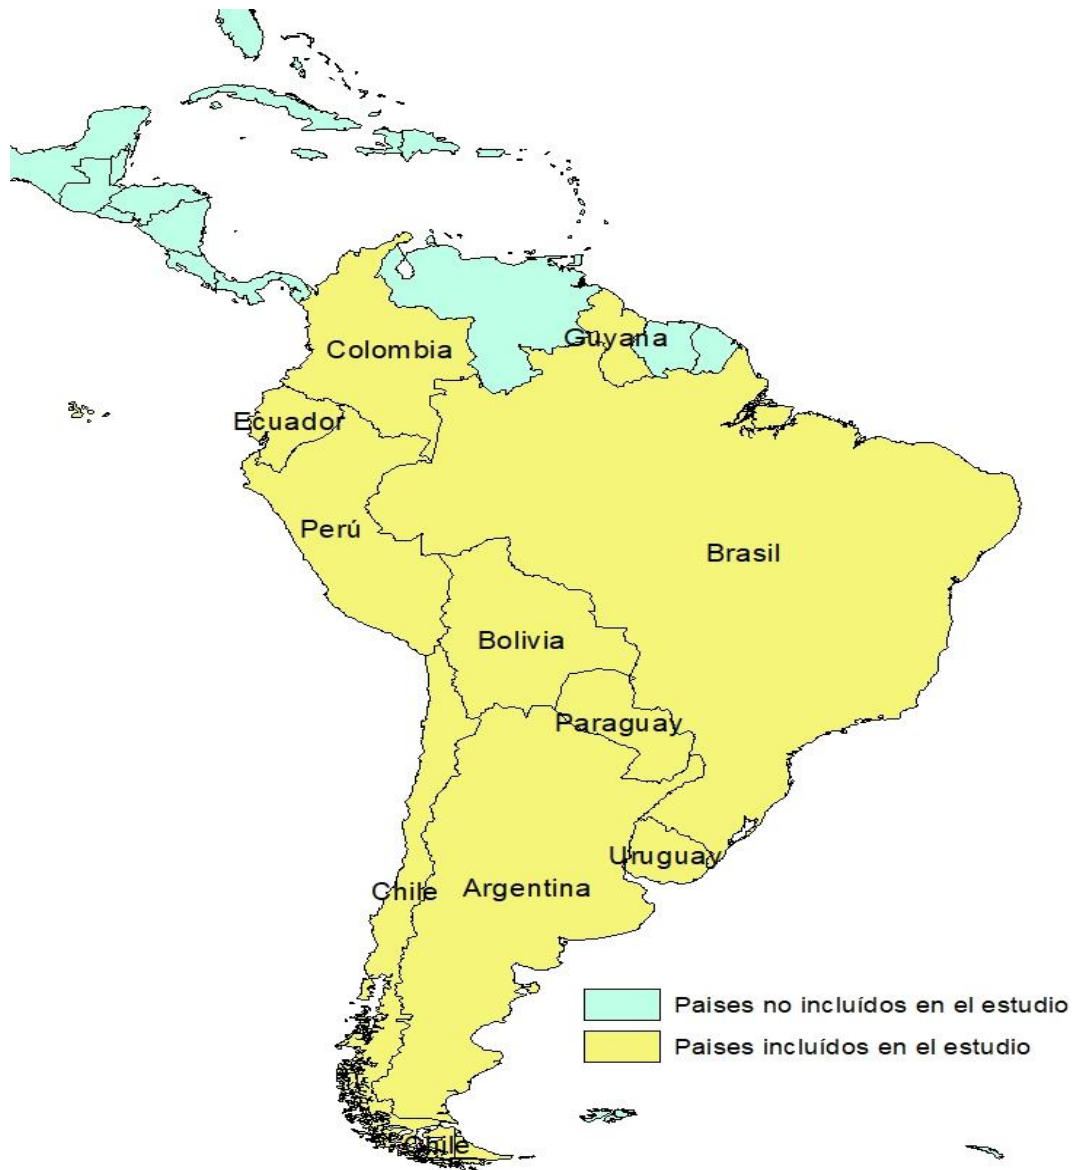 Guyana
Colombia
Ecuador
Perú
Brasil
Bolivia
Paraguay
Uruguay
Chile
Argentina
Paises no incluídos en el estudio
Paises incluídos en el estudio
Chile